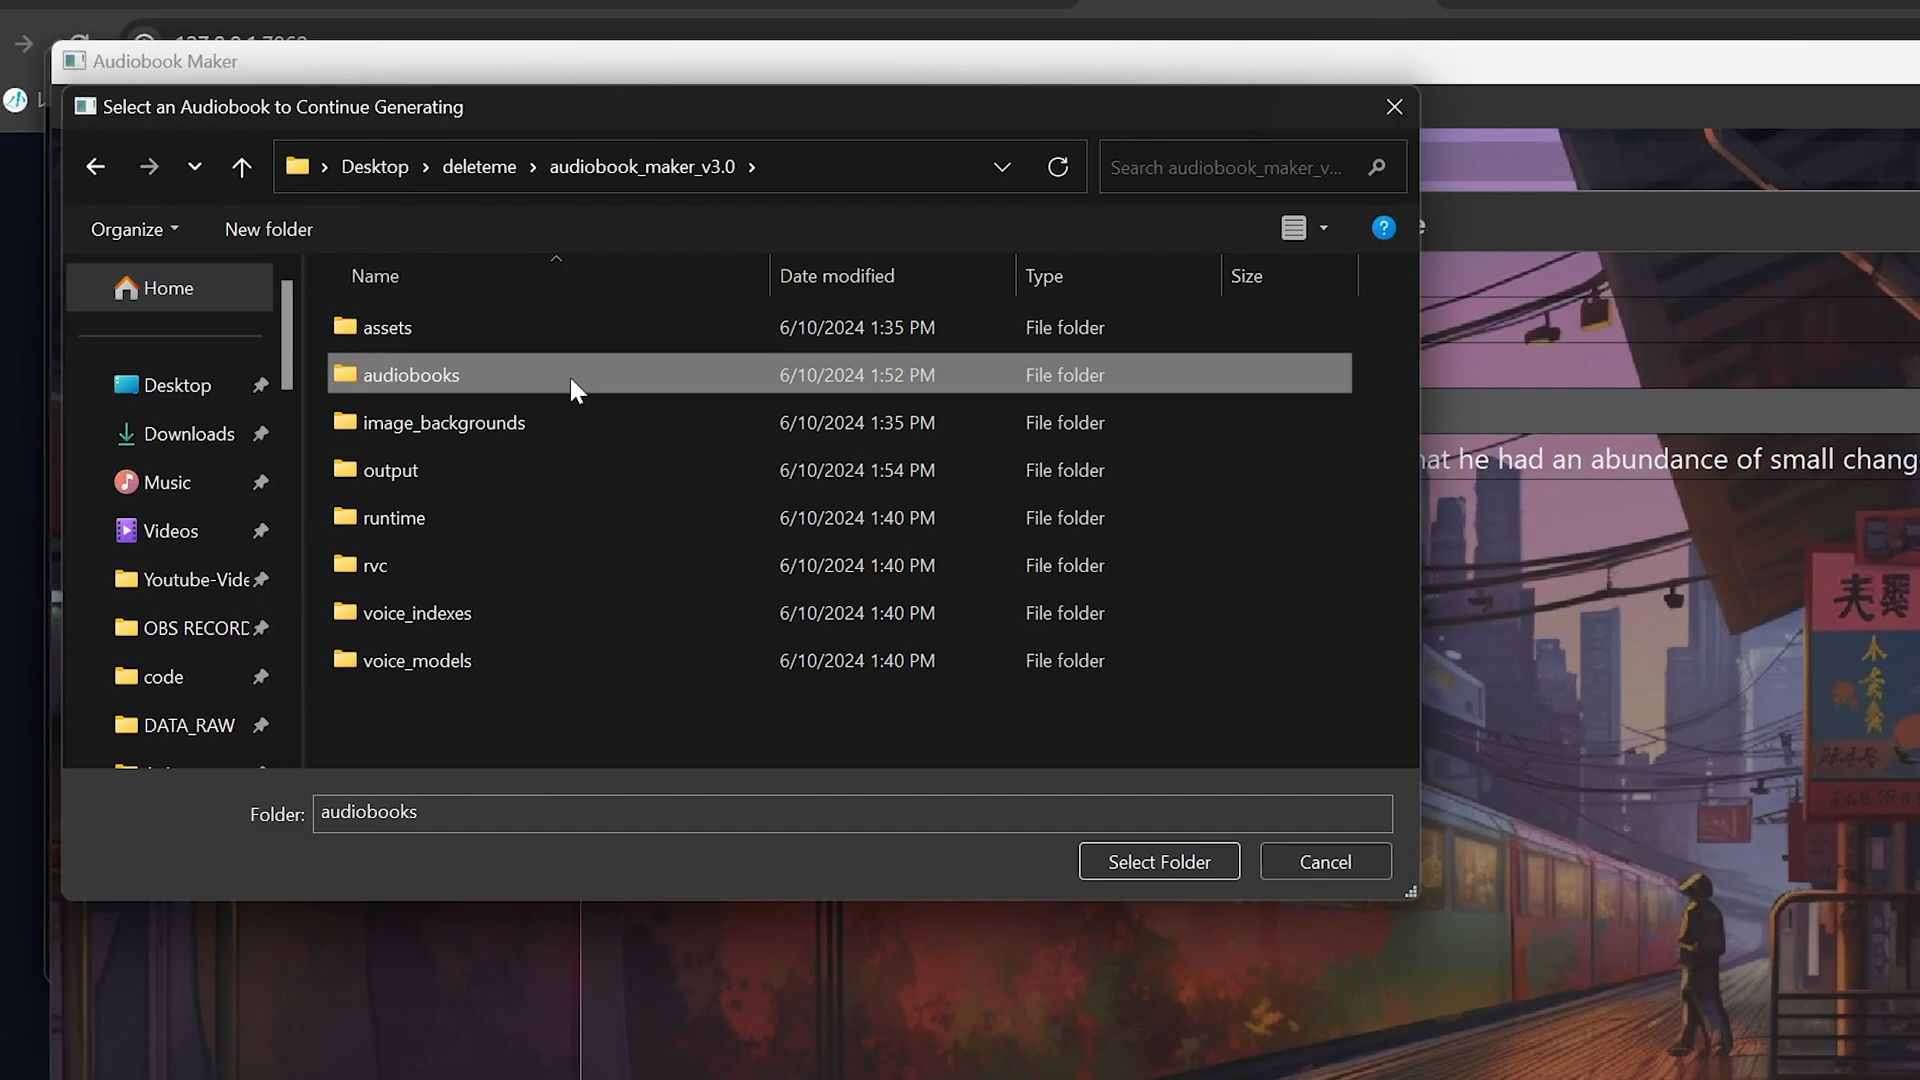 Audiobook Maker
Select an Audiobook to Continue Generating
Desktop > deleteme > audiobook_maker_v3.0 >
Search audiobook_maker_v...
Organize
New folder
?
Name
Date modified
Type
Size
Home
assets 6/10/2024 1:35 PM File folder
audiobooks 6/10/2024 1:52 PM File folder
image_backgrounds 6/10/2024 1:35 PM File folder
output 6/10/2024 1:54 PM File folder
runtime 6/10/2024 1:40 PM File folder
rvc 6/10/2024 1:40 PM File folder
voice_indexes 6/10/2024 1:40 PM File folder
voice_models 6/10/2024 1:40 PM File folder
Desktop
Downloads
Music
Videos
Youtube-Vide
OBS RECORD
code
DATA_RAW
Folder: audiobooks
Select Folder
Cancel
he had an abundance of small